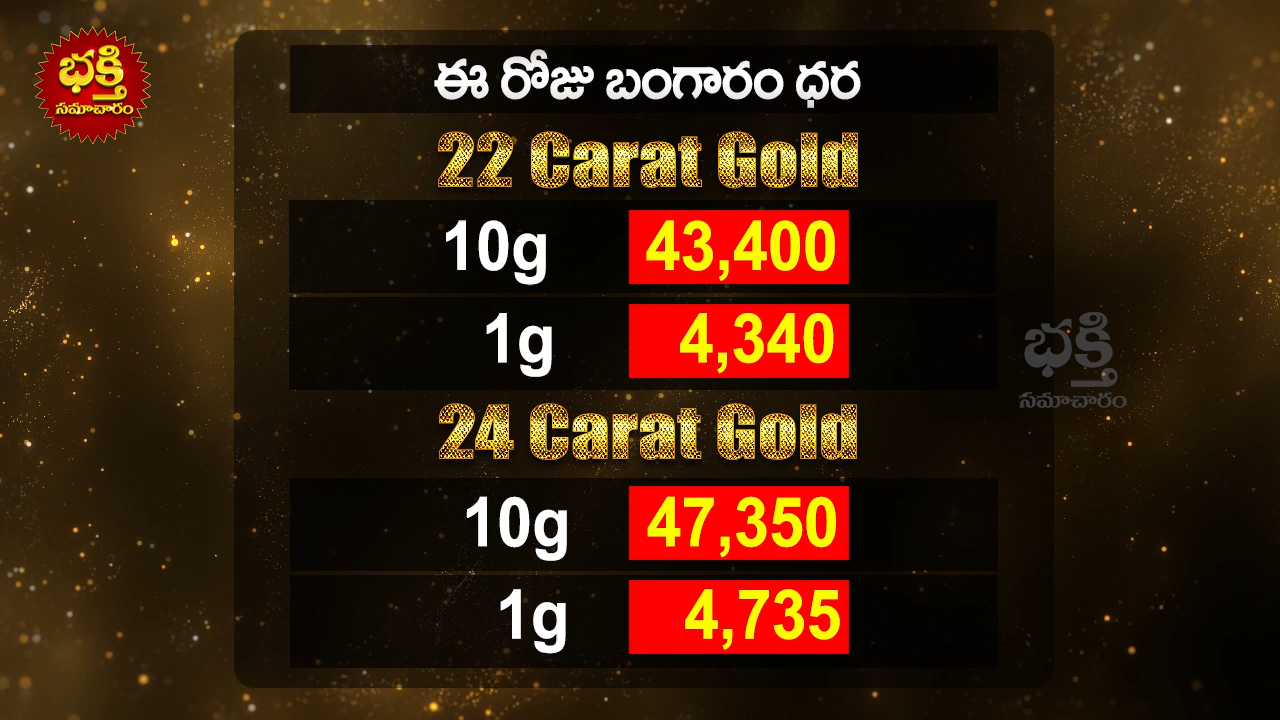 భక్తి
సమాచారం
ఈ రోజు బంగారం ధర
22 Carat Gold
10g 43,400
1g 4,340
భక్తి
సమాచారం
24 Carat Gold
10g 47,350
1g 4,735